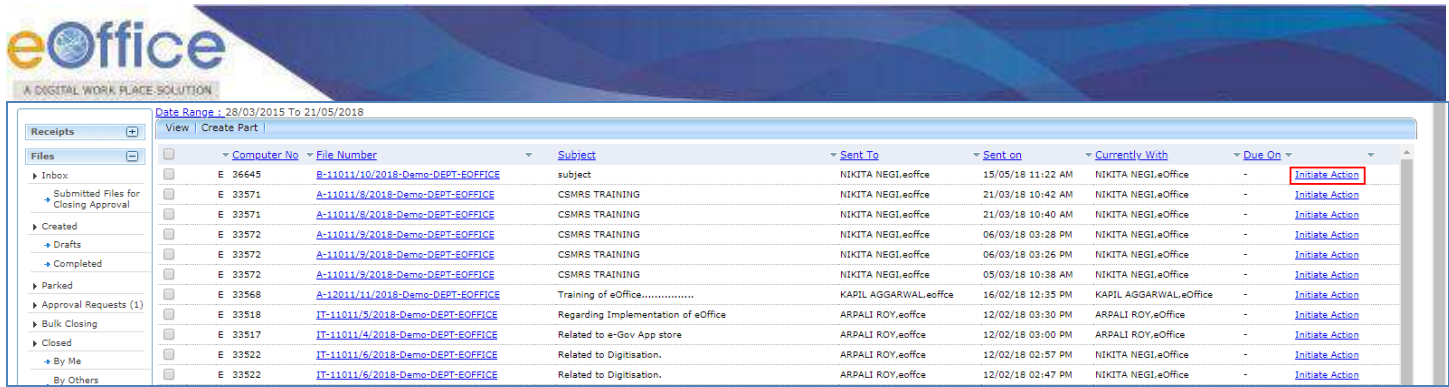 eOffice
A DIGITAL WORK PLACE SOLUTION
Date Range : 28/03/2015 To 21/05/2018
View | Create Part |
Receipts
Files
Inbox
Submitted Files for
Closing Approval
Created
Drafts
Completed
Parked
Approval Requests (1)
Bulk Closing
Closed
By Me
By Others
Computer No File Number Subject Sent To Sent on Currently With Due On
E 36645 B-11011/10/2018-Demo-DEPT-EOFFICE subject NIKITA NEGI,eoffce 15/05/18 11:22 AM NIKITA NEGI,eOffice - Initiate Action
E 33571 A-11011/8/2018-Demo-DEPT-EOFFICE CSMRS TRAINING NIKITA NEGI,eoffce 21/03/18 10:42 AM NIKITA NEGI,eOffice - Initiate Action
E 33571 A-11011/8/2018-Demo-DEPT-EOFFICE CSMRS TRAINING NIKITA NEGI,eoffce 21/03/18 10:40 AM NIKITA NEGI,eOffice - Initiate Action
E 33572 A-11011/9/2018-Demo-DEPT-EOFFICE CSMRS TRAINING NIKITA NEGI,eoffce 06/03/18 03:28 PM NIKITA NEGI,eOffice - Initiate Action
E 33572 A-11011/9/2018-Demo-DEPT-EOFFICE CSMRS TRAINING NIKITA NEGI,eoffce 06/03/18 03:26 PM NIKITA NEGI,eOffice - Initiate Action
E 33572 A-11011/9/2018-Demo-DEPT-EOFFICE CSMRS TRAINING NIKITA NEGI,eoffce 05/03/18 10:38 AM NIKITA NEGI,eOffice - Initiate Action
E 33568 A-12011/11/2018-Demo-DEPT-EOFFICE Training of eOffice................ KAPIL AGGARWAL,eoffce 16/02/18 12:35 PM KAPIL AGGARWAL,eOffice - Initiate Action
E 33518 IT-11011/5/2018-Demo-DEPT-EOFFICE Regarding Implementation of eOffice ARPALI ROY,eoffce 12/02/18 03:30 PM ARPALI ROY,eOffice - Initiate Action
E 33517 IT-11011/4/2018-Demo-DEPT-EOFFICE Related to e-Gov App store ARPALI ROY,eoffce 12/02/18 03:00 PM ARPALI ROY,eOffice - Initiate Action
E 33522 IT-11011/6/2018-Demo-DEPT-EOFFICE Related to Digitisation. ARPALI ROY,eoffce 12/02/18 02:57 PM NIKITA NEGI,eOffice - Initiate Action
E 33522 IT-11011/6/2018-Demo-DEPT-EOFFICE Related to Digitisation. ARPALI ROY,eoffce 12/02/18 02:47 PM NIKITA NEGI,eOffice - Initiate Action